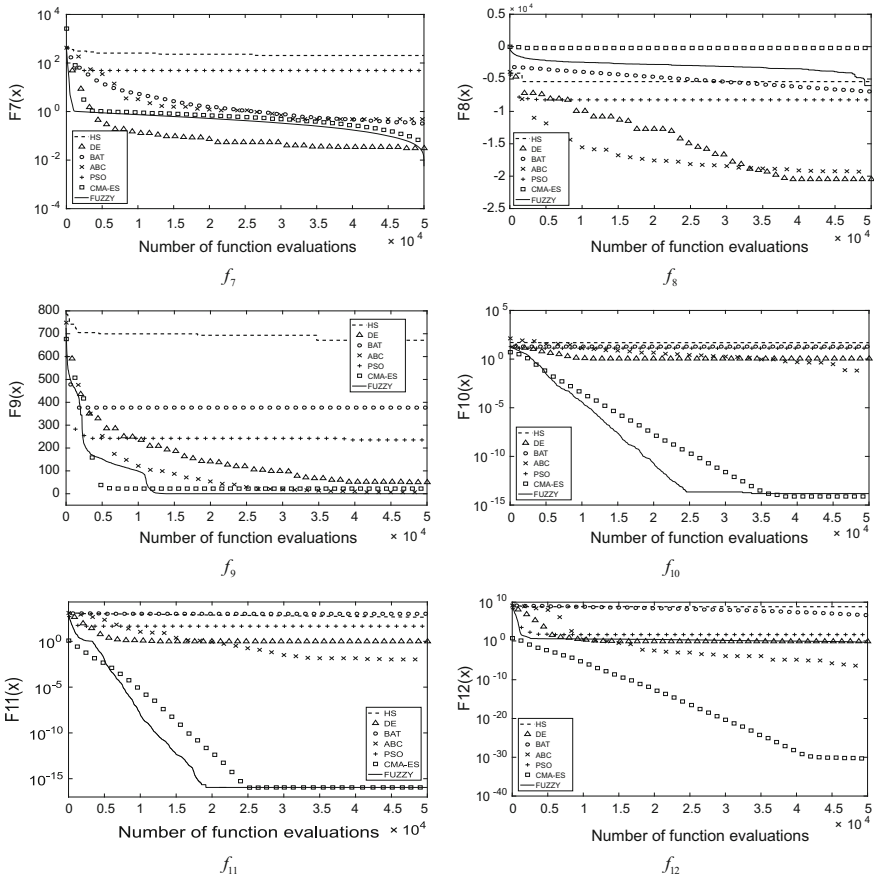 10^4
10^2
10^0
10^-2
10^-4
F7(x)
HS
DE
BAT
ABC
PSO
CMA-ES
FUZZY
0 0.5 1 1.5 2 2.5 3 3.5 4 4.5 5
Number of function evaluations
× 10^4
f7
× 10^4
0
-0.5
-1
-1.5
-2
-2.5
F8(x)
HS
DE
BAT
ABC
PSO
CMA-ES
FUZZY
0 0.5 1 1.5 2 2.5 3 3.5 4 4.5 5
Number of function evaluations
× 10^4
f8
800
700
600
500
400
300
200
100
0
F9(x)
HS
DE
BAT
ABC
PSO
CMA-ES
FUZZY
0 0.5 1 1.5 2 2.5 3 3.5 4 4.5 5
Number of function evaluations
× 10^4
f9
10^5
10^0
10^-5
10^-10
10^-15
F10(x)
HS
DE
BAT
ABC
PSO
CMA-ES
FUZZY
0 0.5 1 1.5 2 2.5 3 3.5 4 4.5 5
Number of function evaluations
× 10^4
f10
10^0
10^-5
10^-10
10^-15
F11(x)
HS
DE
BAT
ABC
PSO
CMA-ES
FUZZY
0 0.5 1 1.5 2 2.5 3 3.5 4 4.5 5
Number of function evaluations
× 10^4
f11
10^10
10^0
10^-10
10^-20
10^-30
10^-40
F12(x)
HS
DE
BAT
ABC
PSO
CMA-ES
FUZZY
0 0.5 1 1.5 2 2.5 3 3.5 4 4.5 5
Number of function evaluations
× 10^4
f12